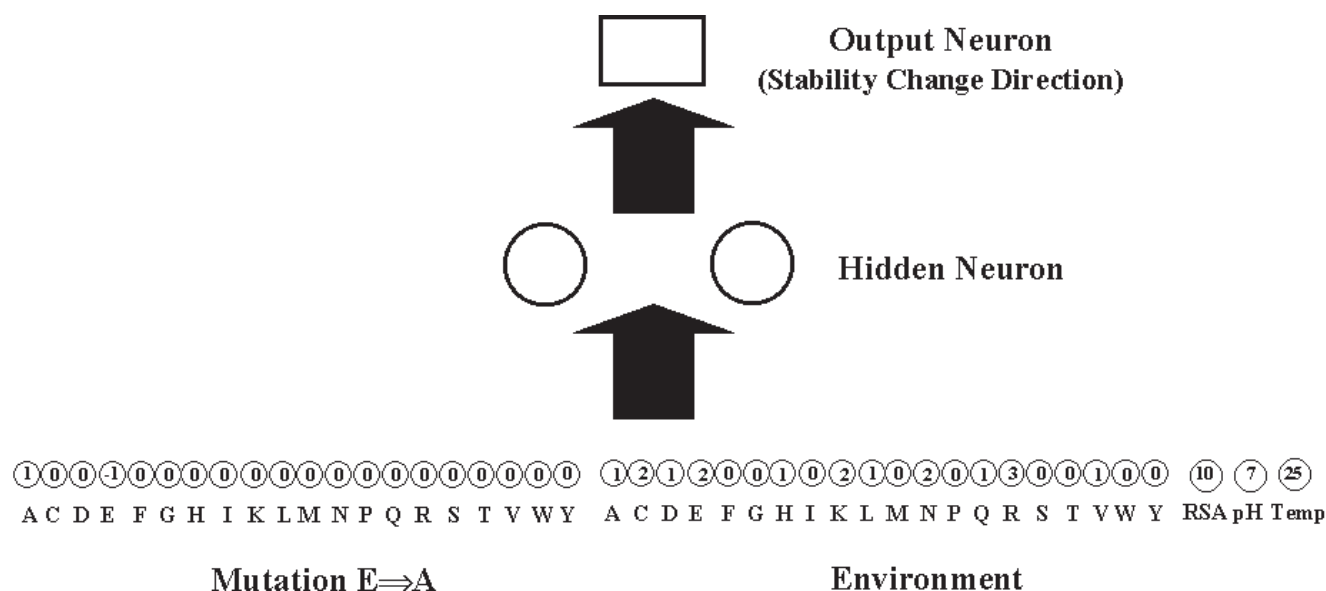 Output Neuron
(Stability Change Direction)
Hidden Neuron
1 0 0 -1 0 0 0 0 0 0 0 0 0 0 0 0 0 0 0 0 1 2 1 2 0 0 1 0 2 1 0 2 0 1 3 0 0 1 0 0 10 7 25
A C D E F G H I K L M N P Q R S T V W Y A C D E F G H I K L M N P Q R S T V W Y RSA pH Temp
Mutation E⇒A Environment